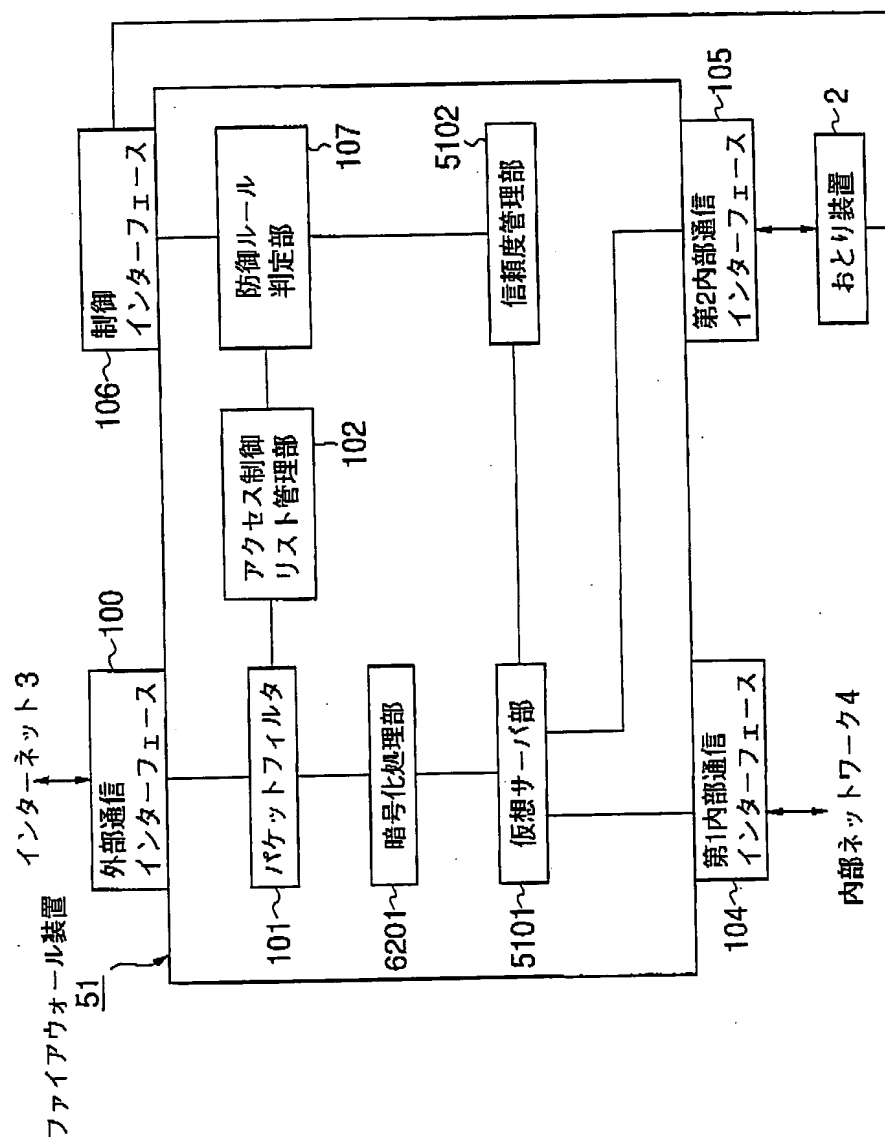 インターネット3
ファイアウォール装置
51
外部通信
インターフェース
100
制御
インターフェース
106
パケットフィルタ
101
アクセス制御
リスト管理部
102
防御ルール
判定部
107
暗号化処理部
6201
仮想サーバ部
5101
信頼度管理部
5102
第1内部通信
インターフェース
104
第2内部通信
インターフェース
105
内部ネットワーク4
おとり装置
2